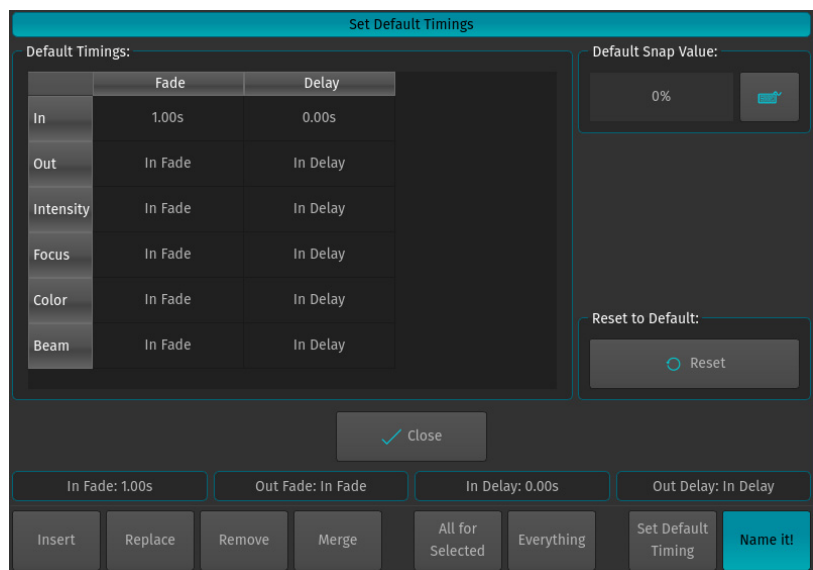 Set Default Timings
Default Timings:
Default Snap Value:
Fade Delay
0%
In 1.00s 0.00s
Out In Fade In Delay
Intensity In Fade In Delay
Focus In Fade In Delay
Color In Fade In Delay
Reset to Default:
Beam In Fade In Delay
Reset
Close
In Fade: 1.00s Out Fade: In Fade In Delay: 0.00s Out Delay: In Delay
Insert Replace Remove Merge All for Selected Everything Set Default Timing Name it!